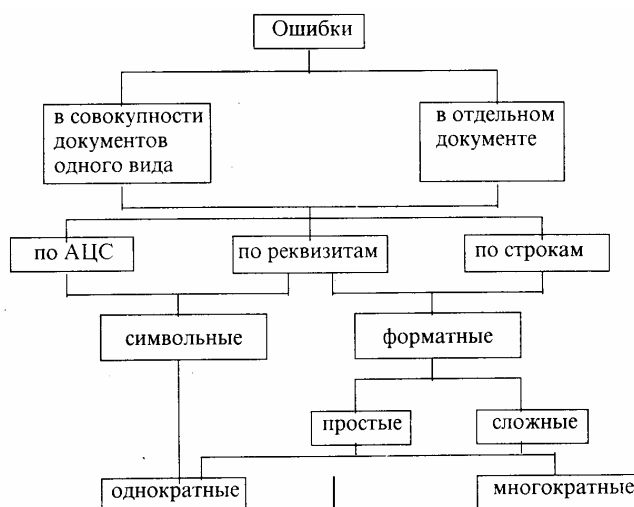 Ошибки
в совокупности
документов
одного вида
в отдельном
документе
по АЦС
по реквизитам
по строкам
символьные
форматные
простые
сложные
однократные
многократные